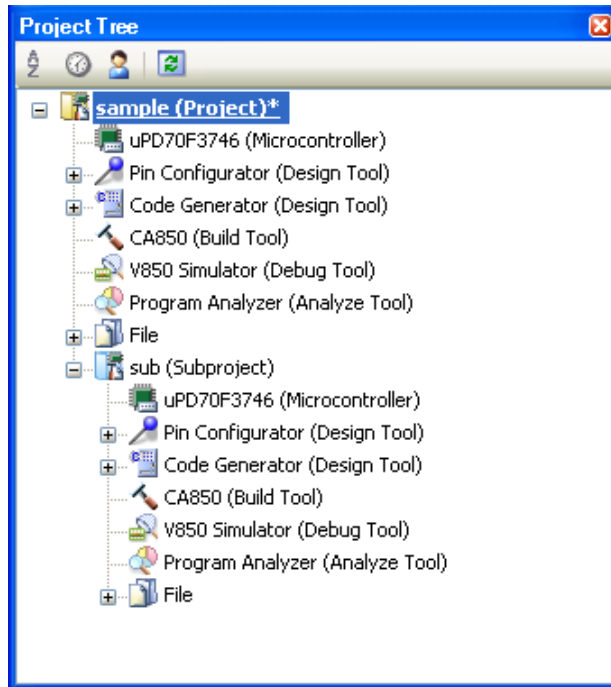 Project Tree
sample (Project)*
uPD70F3746 (Microcontroller)
Pin Configurator (Design Tool)
Code Generator (Design Tool)
CA850 (Build Tool)
V850 Simulator (Debug Tool)
Program Analyzer (Analyze Tool)
File
sub (Subproject)
uPD70F3746 (Microcontroller)
Pin Configurator (Design Tool)
Code Generator (Design Tool)
CA850 (Build Tool)
V850 Simulator (Debug Tool)
Program Analyzer (Analyze Tool)
File